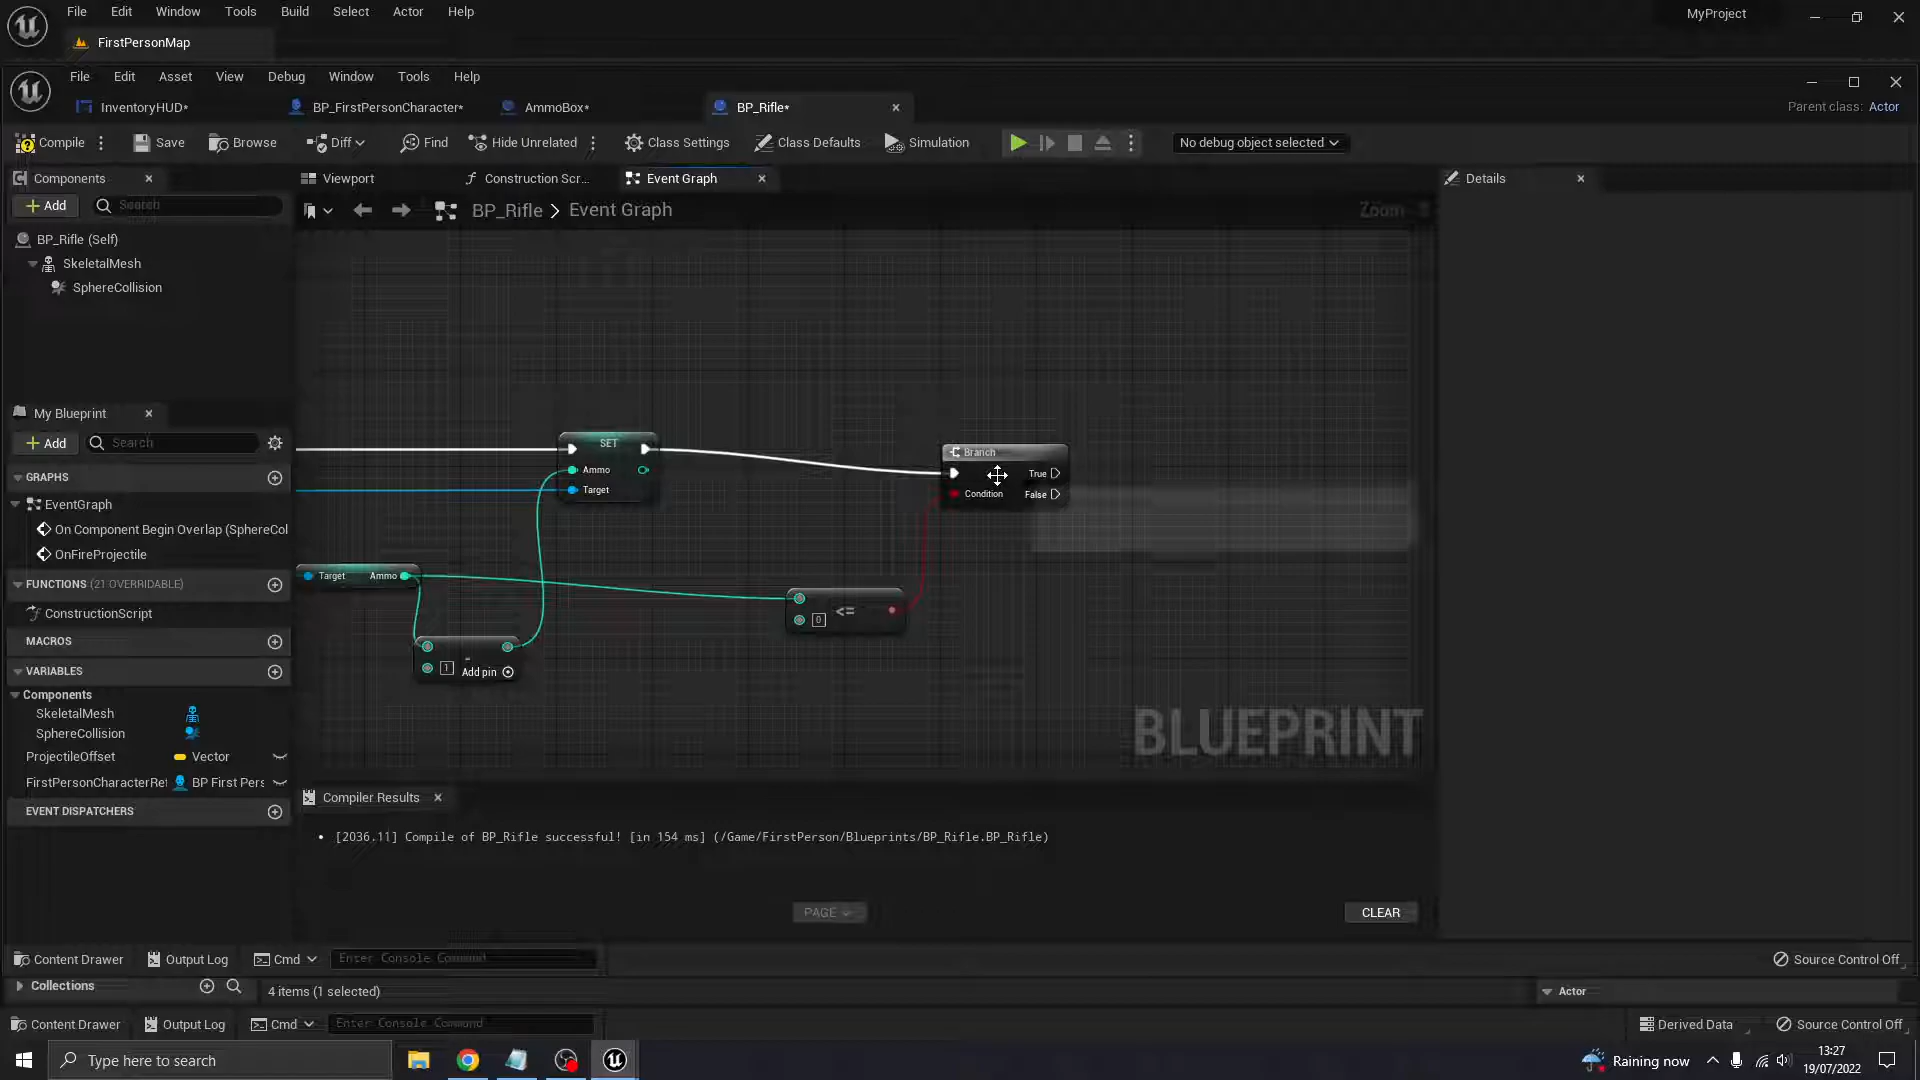 File Edit Window Tools Build Select Actor Help
MyProject
FirstPersonMap
File Edit Asset View Debug Window Tools Help
InventoryHUD*
BP_FirstPersonCharacter*
AmmoBox*
BP_Rifle*
Parent class: Actor
Compile
Save
Browse
Diff
Find
Hide Unrelated
Class Settings
Class Defaults
Simulation
No debug object selected
Components
Viewport
Construction Scr...
Event Graph
Details
Add
Search
BP_Rifle > Event Graph
Zoom
BP_Rifle (Self)
SkeletalMesh
SphereCollision
My Blueprint
Add
Search
GRAPHS
EventGraph
On Component Begin Overlap (SphereCol
OnFireProjectile
FUNCTIONS (21 OVERRIDABLE)
ConstructionScript
MACROS
VARIABLES
Components
SkeletalMesh
SphereCollision
ProjectileOffset Vector
FirstPersonCharacterRef BP First Pers
EVENT DISPATCHERS
SET
Ammo
Target
Branch
True
Condition
False
Target Ammo
<=
0
-
1
Add pin
BLUEPRINT
Compiler Results
[2036.11] Compile of BP_Rifle successful! [in 154 ms] (/Game/FirstPerson/Blueprints/BP_Rifle.BP_Rifle)
PAGE
CLEAR
Content Drawer
Output Log
Cmd
Enter Console Command
Source Control Off
Collections
4 items (1 selected)
Actor
Content Drawer
Output Log
Cmd
Enter Console Command
Derived Data
Source Control Off
Type here to search
Raining now
13:27
19/07/2022